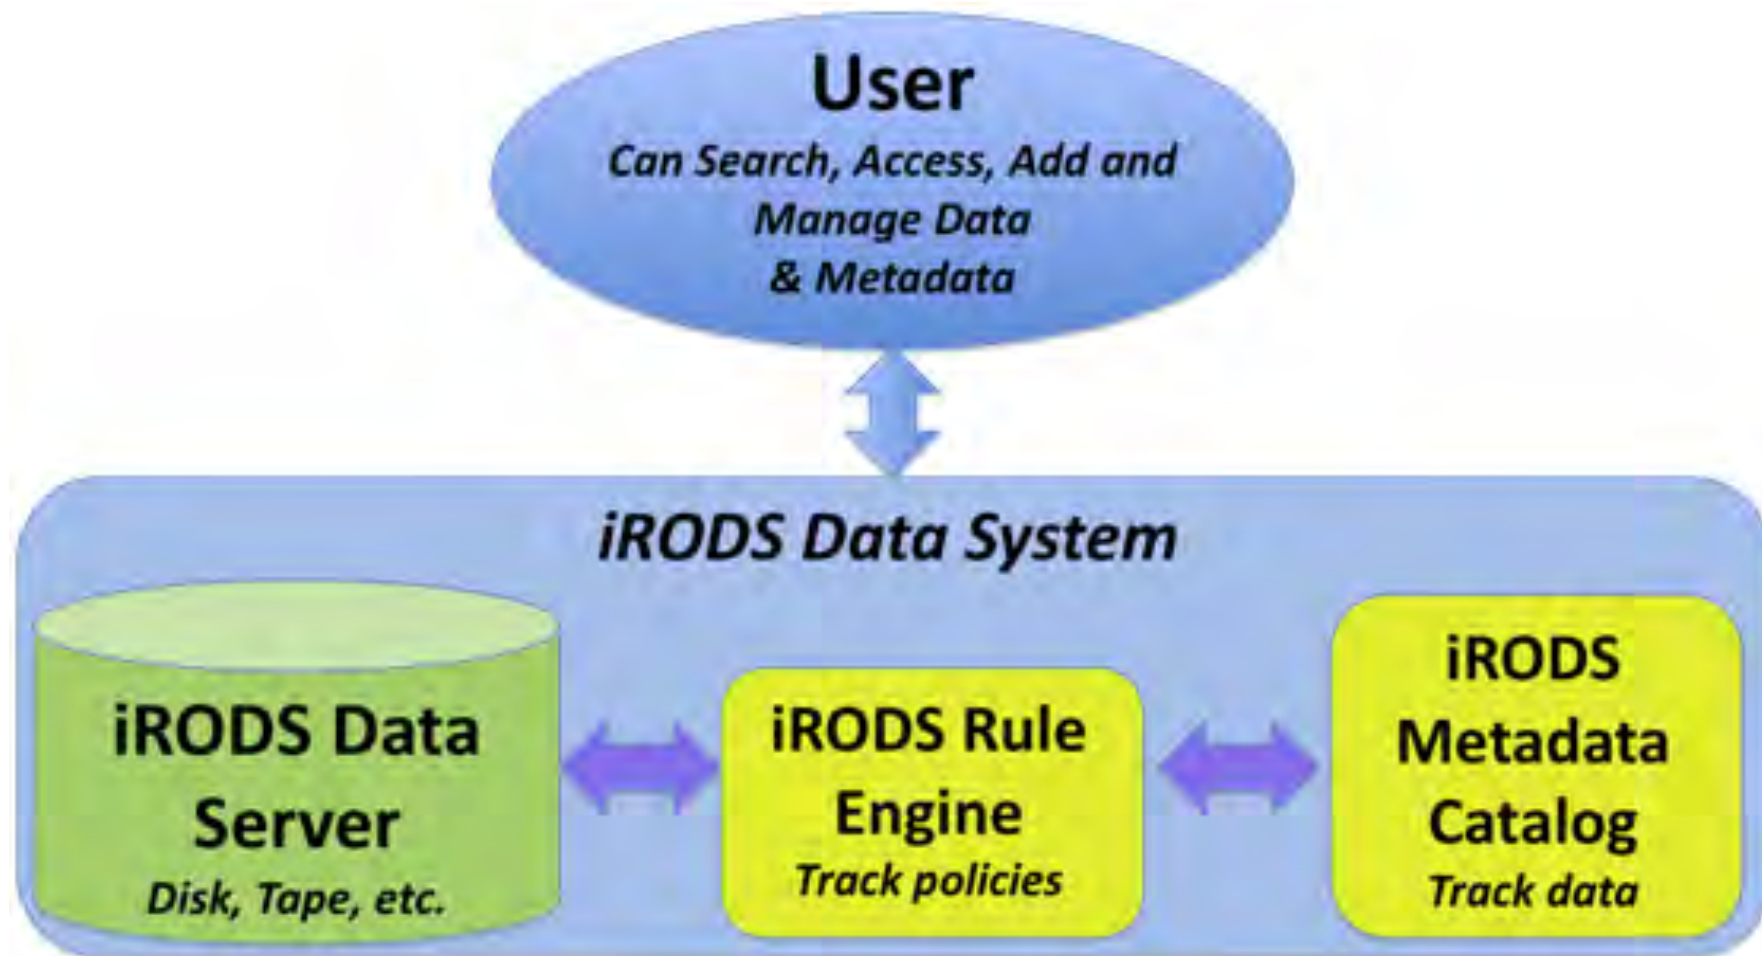 User
Can Search, Access, Add and
Manage Data
& Metadata
iRODS Data System
iRODS Data
Server
Disk, Tape, etc.
iRODS Rule
Engine
Track policies
iRODS
Metadata
Catalog
Track data